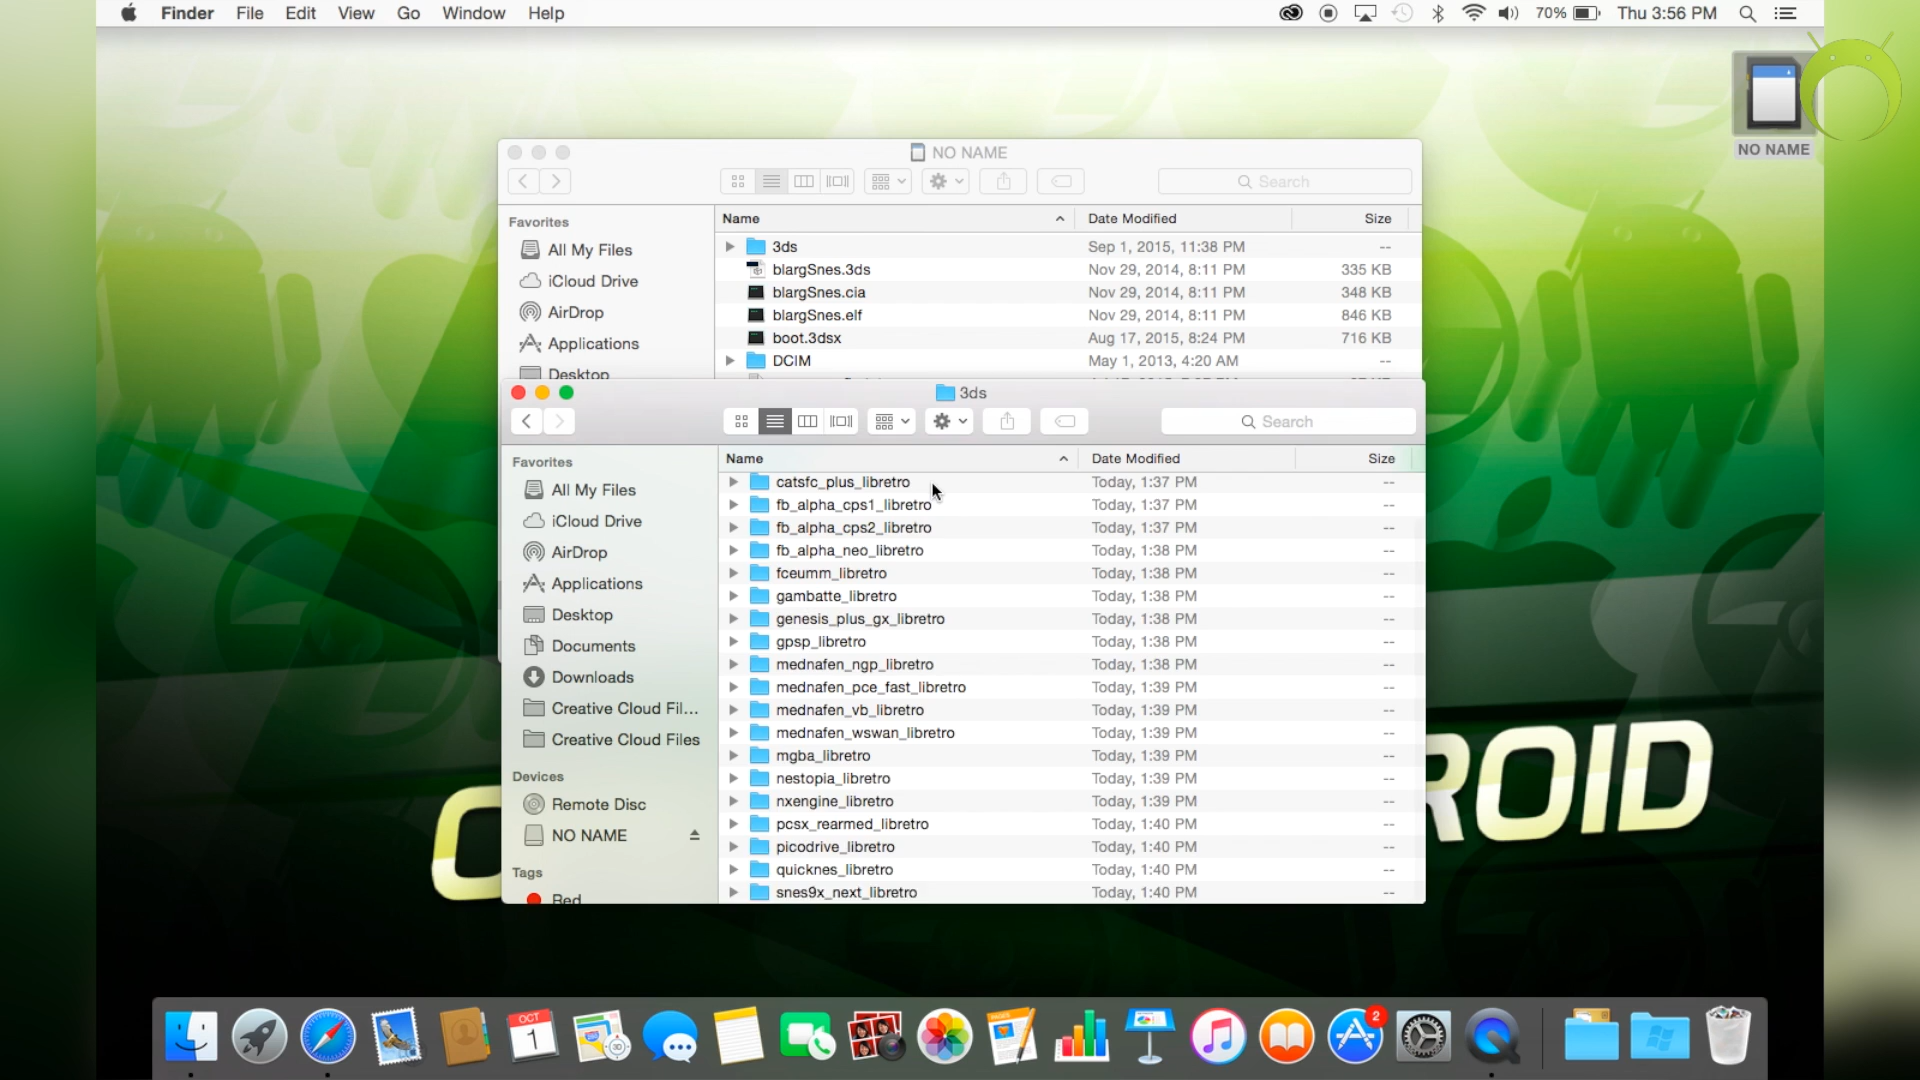 Finder File Edit View Go Window Help 70% Thu 3:56 PM
NO NAME
NO NAME
Search
Favorites
All My Files
iCloud Drive
AirDrop
Applications
Desktop
Name Date Modified Size
3ds Sep 1, 2015, 11:38 PM --
blargSnes.3ds Nov 29, 2014, 8:11 PM 335 KB
blargSnes.cia Nov 29, 2014, 8:11 PM 348 KB
blargSnes.elf Nov 29, 2014, 8:11 PM 846 KB
boot.3dsx Aug 17, 2015, 8:24 PM 716 KB
DCIM May 1, 2013, 4:20 AM --
3ds
Search
Favorites
All My Files
iCloud Drive
AirDrop
Applications
Desktop
Documents
Downloads
Creative Cloud Fil...
Creative Cloud Files
Devices
Remote Disc
NO NAME
Tags
Red
Name Date Modified Size
catsfc_plus_libretro Today, 1:37 PM --
fb_alpha_cps1_libretro Today, 1:37 PM --
fb_alpha_cps2_libretro Today, 1:37 PM --
fb_alpha_neo_libretro Today, 1:38 PM --
fceumm_libretro Today, 1:38 PM --
gambatte_libretro Today, 1:38 PM --
genesis_plus_gx_libretro Today, 1:38 PM --
gpsp_libretro Today, 1:38 PM --
mednafen_ngp_libretro Today, 1:38 PM --
mednafen_pce_fast_libretro Today, 1:39 PM --
mednafen_vb_libretro Today, 1:39 PM --
mednafen_wswan_libretro Today, 1:39 PM --
mgba_libretro Today, 1:39 PM --
nestopia_libretro Today, 1:39 PM --
nxengine_libretro Today, 1:39 PM --
pcsx_rearmed_libretro Today, 1:40 PM --
picodrive_libretro Today, 1:40 PM --
quicknes_libretro Today, 1:40 PM --
snes9x_next_libretro Today, 1:40 PM --
ROID
OCT
1
3D
2